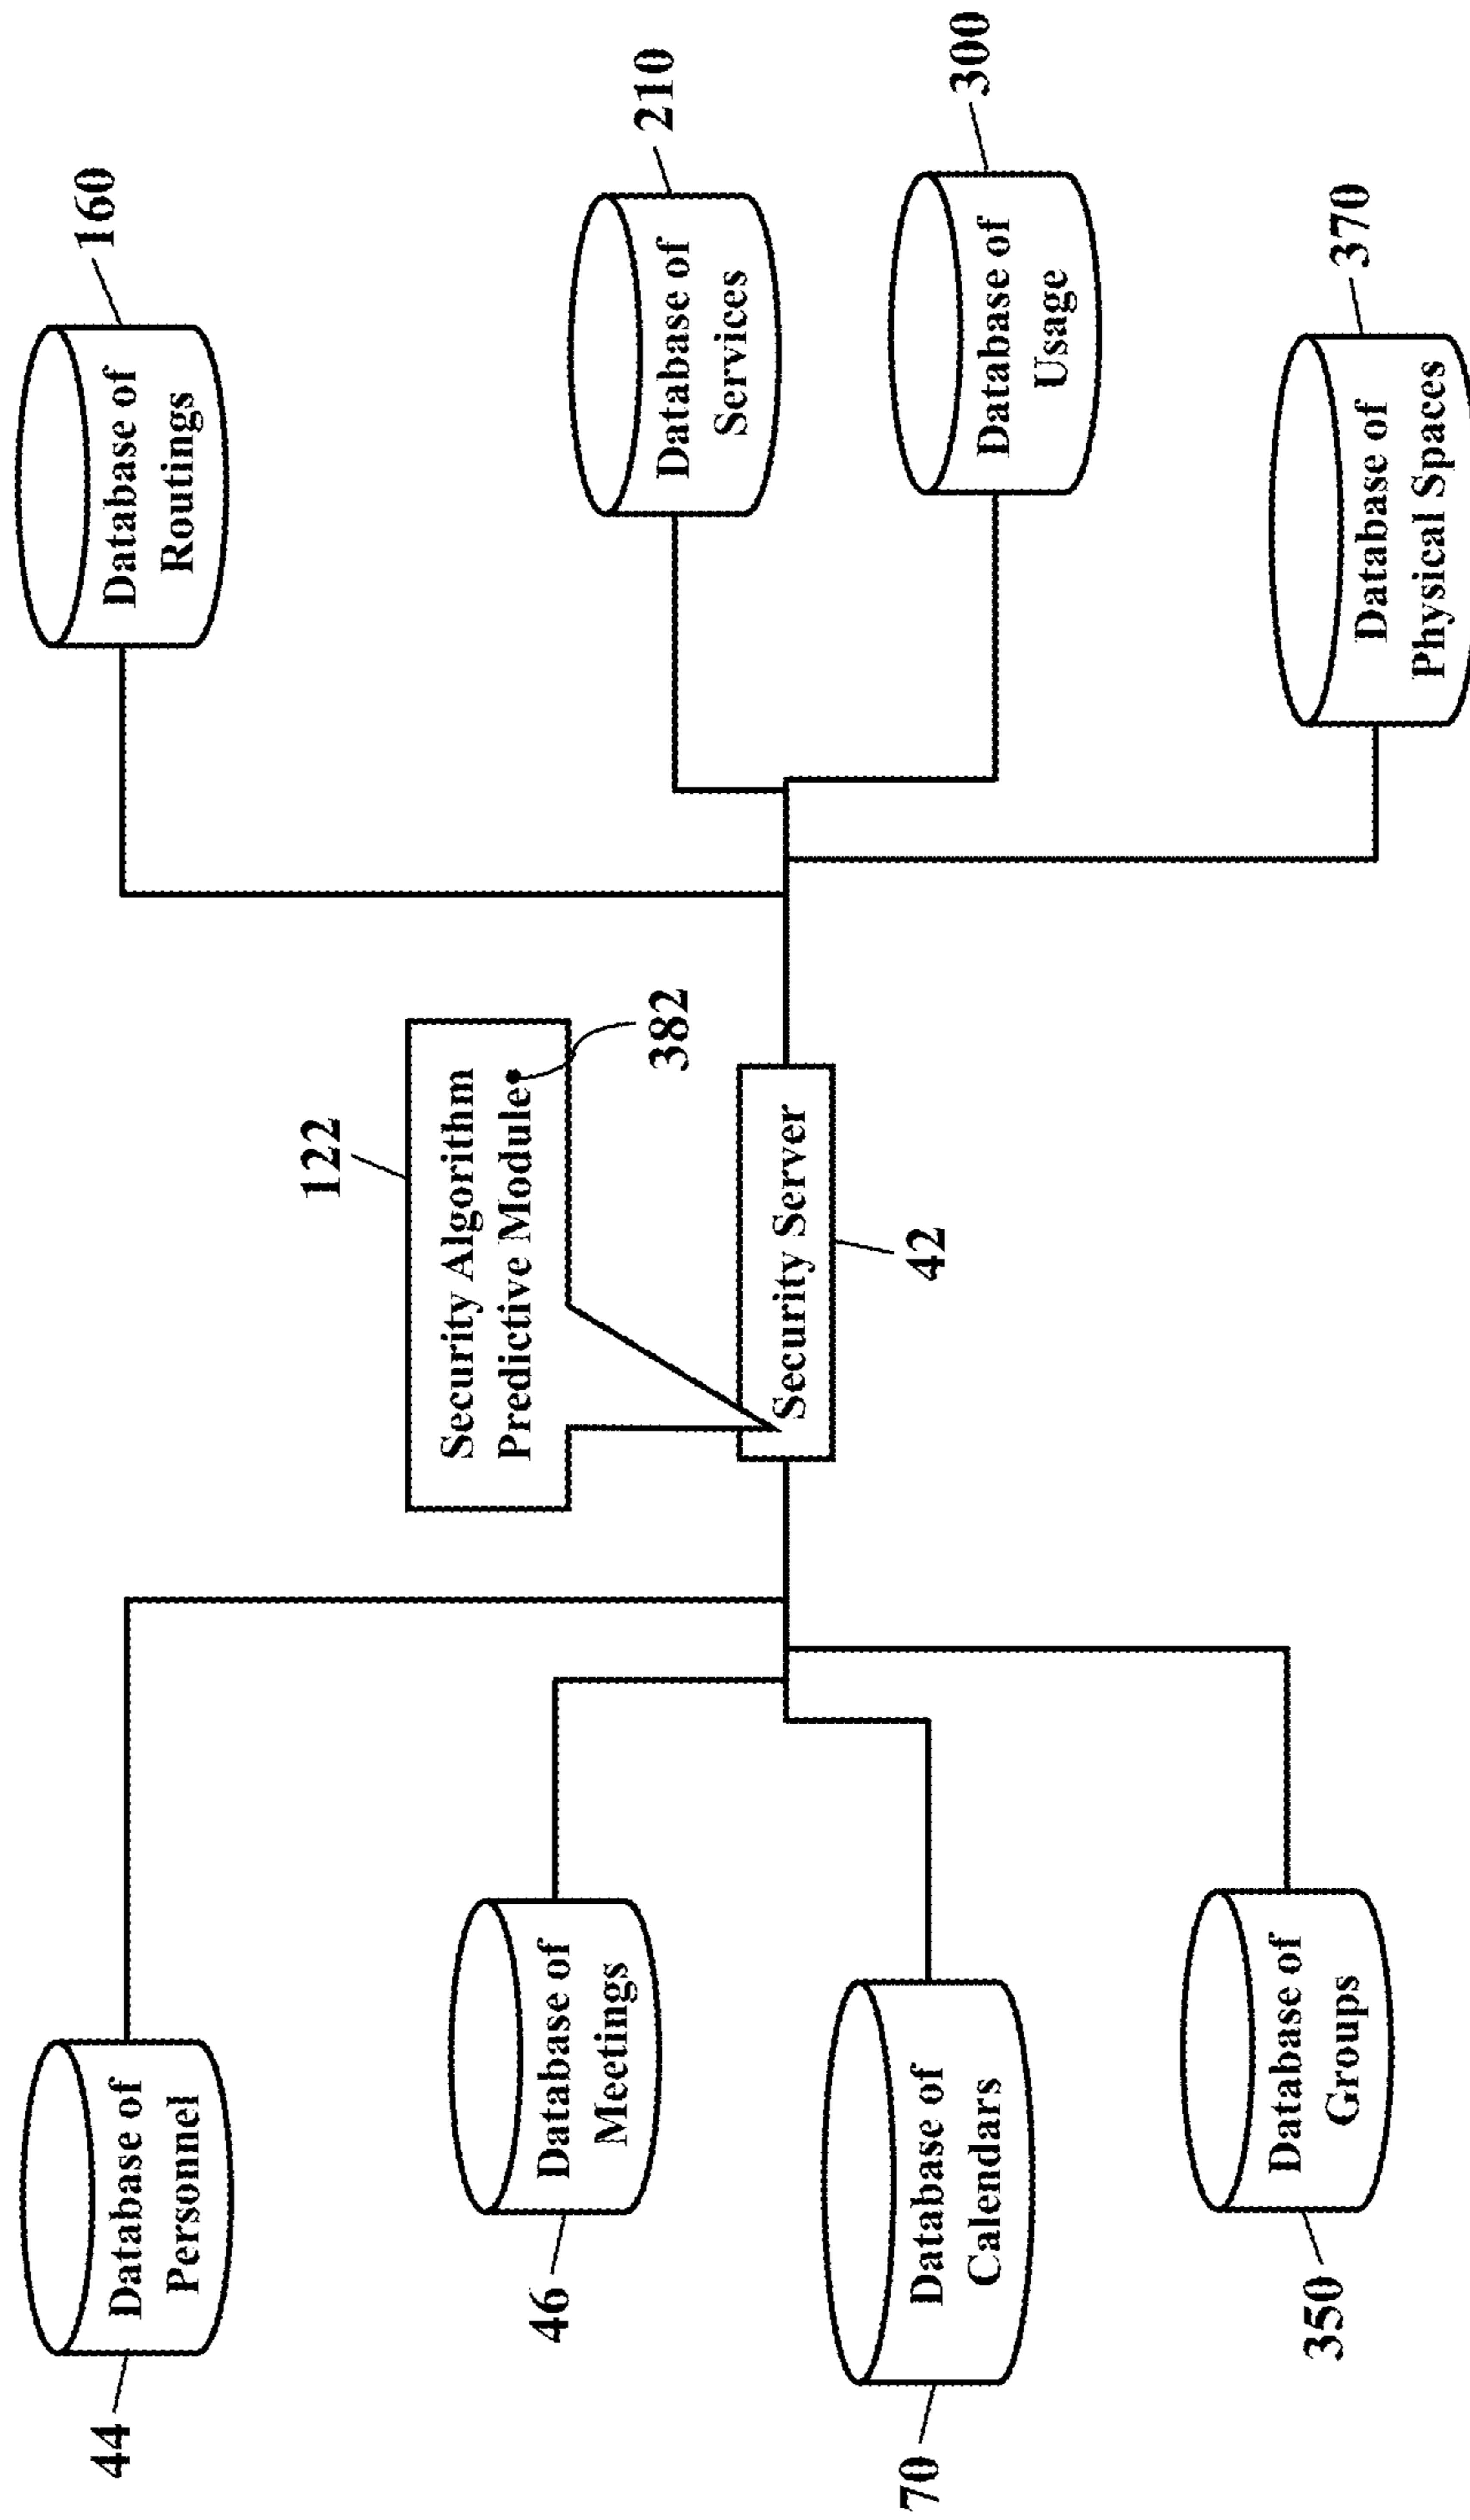 44
Database of
Personnel
Database of
Routings
160
122
Security Algorithm
Predictive Module
382
46
Database of
Meetings
Database of
Services
210
Security Server
42
70
Database of
Calendars
Database of
Usage
300
350
Database of
Groups
Database of
Physical Spaces
370